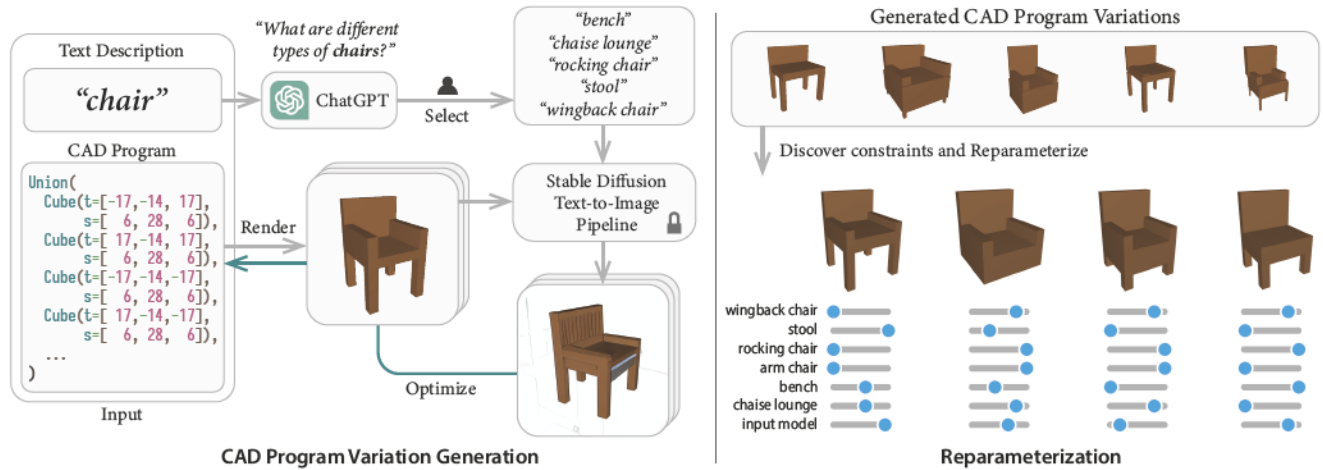 Text Description
“chair”
“What are different
types of chairs?”
ChatGPT
Select
“bench”
“chaise lounge”
“rocking chair”
“stool”
“wingback chair”
CAD Program
Union(
Cube(t=[-17,-14, 17],
s=[ 6, 28, 6]),
Cube(t=[ 17,-14, 17],
s=[ 6, 28, 6]),
Cube(t=[-17,-14,-17],
s=[ 6, 28, 6]),
Cube(t=[ 17,-14,-17],
s=[ 6, 28, 6]),
...
)
Input
Render
Stable Diffusion
Text-to-Image
Pipeline
Optimize
CAD Program Variation Generation
Generated CAD Program Variations
Discover constraints and Reparameterize
wingback chair
stool
rocking chair
arm chair
bench
chaise lounge
input model
Reparameterization